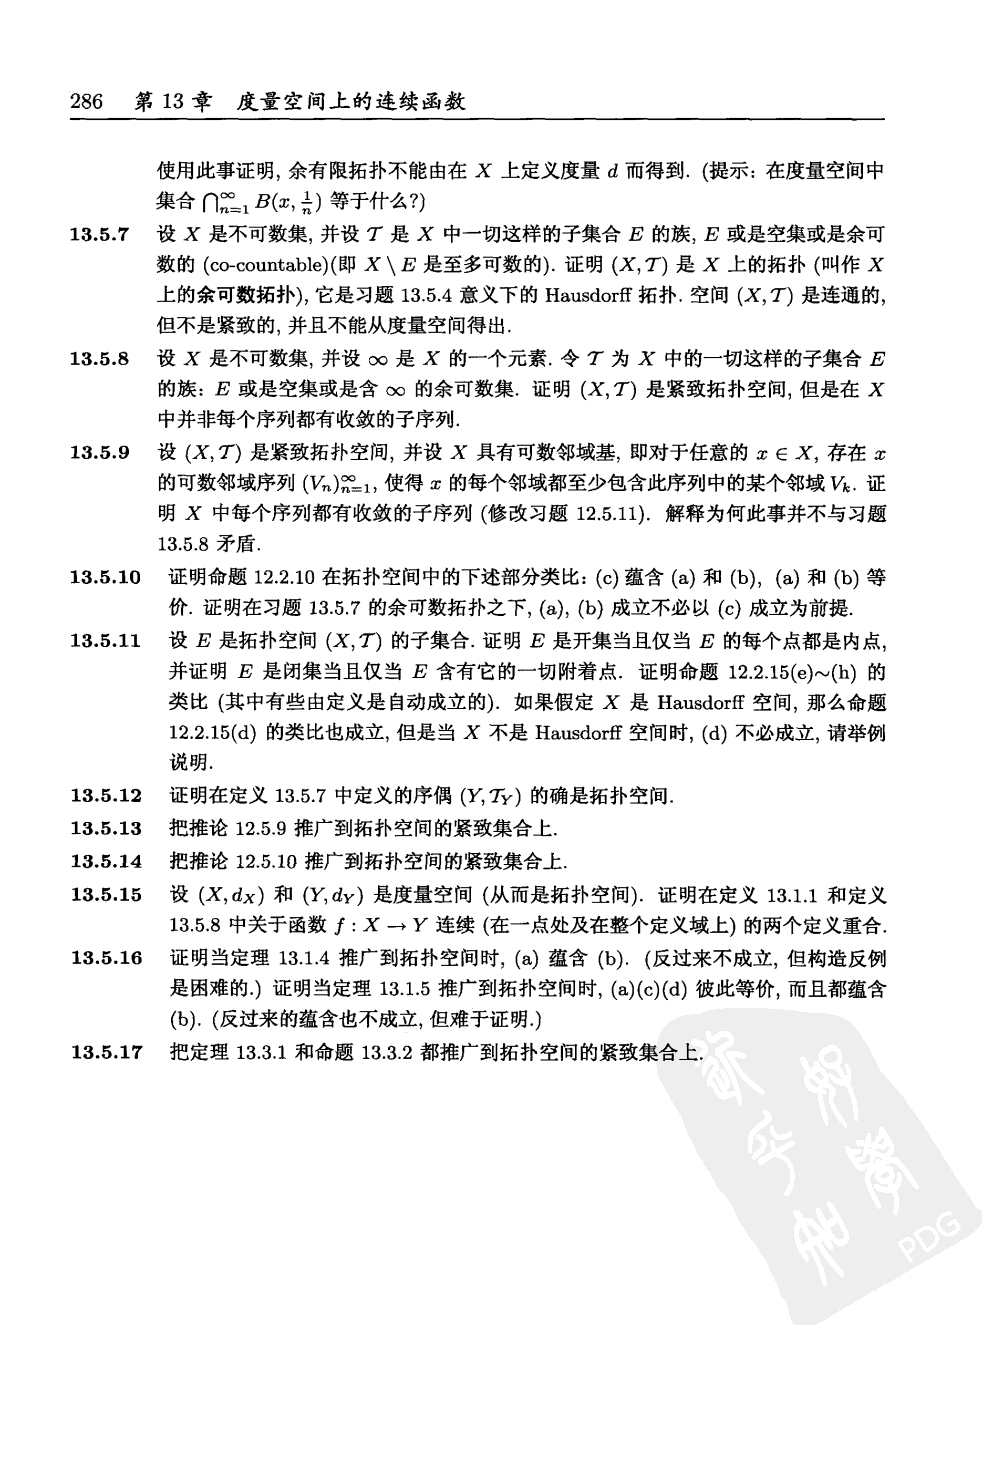 286 第 13 章 度量空间上的连续函数
使用此事证明, 余有限拓扑不能由在 X 上定义度量 d 而得到. (提示: 在度量空间中
集合 ⋂∞n=1 B(x, 1/n) 等于什么?)
13.5.7 设 X 是不可数集, 并设 𝒯 是 X 中一切这样的子集合 E 的族, E 或是空集或是余可
数的 (co-countable)(即 X \ E 是至多可数的). 证明 (X, 𝒯) 是 X 上的拓扑 (叫作 X
上的余可数拓扑), 它是习题 13.5.4 意义下的 Hausdorff 拓扑. 空间 (X, 𝒯) 是连通的,
但不是紧致的, 并且不能从度量空间得出.
13.5.8 设 X 是不可数集, 并设 ∞ 是 X 的一个元素. 令 𝒯 为 X 中的一切这样的子集合 E
的族: E 或是空集或是含 ∞ 的余可数集. 证明 (X, 𝒯) 是紧致拓扑空间, 但是在 X
中并非每个序列都有收敛的子序列.
13.5.9 设 (X, 𝒯) 是紧致拓扑空间, 并设 X 具有可数邻域基, 即对于任意的 x ∈ X, 存在 x
的可数邻域序列 (Vn)∞n=1, 使得 x 的每个邻域都至少包含此序列中的某个邻域 Vk. 证
明 X 中每个序列都有收敛的子序列 (修改习题 12.5.11). 解释为何此事并不与习题
13.5.8 矛盾.
13.5.10 证明命题 12.2.10 在拓扑空间中的下述部分类比: (c) 蕴含 (a) 和 (b), (a) 和 (b) 等
价. 证明在习题 13.5.7 的余可数拓扑之下, (a), (b) 成立不必以 (c) 成立为前提.
13.5.11 设 E 是拓扑空间 (X, 𝒯) 的子集合. 证明 E 是开集当且仅当 E 的每个点都是内点,
并证明 E 是闭集当且仅当 E 含有它的一切附着点. 证明命题 12.2.15(e)~(h) 的
类比 (其中有些由定义是自动成立的). 如果假定 X 是 Hausdorff 空间, 那么命题
12.2.15(d) 的类比也成立, 但是当 X 不是 Hausdorff 空间时, (d) 不必成立, 请举例
说明.
13.5.12 证明在定义 13.5.7 中定义的序偶 (Y, 𝒯Y) 的确是拓扑空间.
13.5.13 把推论 12.5.9 推广到拓扑空间的紧致集合上.
13.5.14 把推论 12.5.10 推广到拓扑空间的紧致集合上.
13.5.15 设 (X, dX) 和 (Y, dY) 是度量空间 (从而是拓扑空间). 证明在定义 13.1.1 和定义
13.5.8 中关于函数 f : X → Y 连续 (在一点处及在整个定义域上) 的两个定义重合.
13.5.16 证明当定理 13.1.4 推广到拓扑空间时, (a) 蕴含 (b). (反过来不成立, 但构造反例
是困难的.) 证明当定理 13.1.5 推广到拓扑空间时, (a)(c)(d) 彼此等价, 而且都蕴含
(b). (反过来的蕴含也不成立, 但难于证明.)
13.5.17 把定理 13.3.1 和命题 13.3.2 都推广到拓扑空间的紧致集合上.
PDG